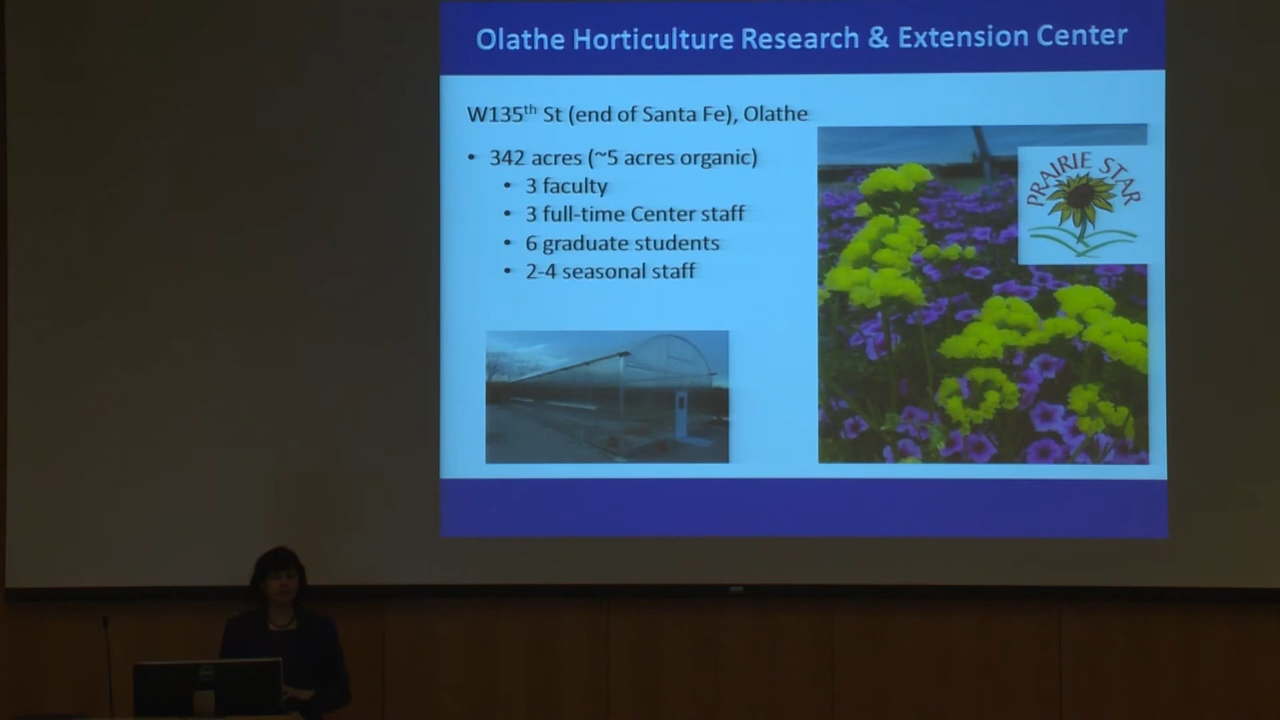 Olathe Horticulture Research & Extension Center
W135th St (end of Santa Fe), Olathe
• 342 acres (~5 acres organic)
• 3 faculty
• 3 full-time Center staff
• 6 graduate students
• 2-4 seasonal staff
PRAIRIE STAR